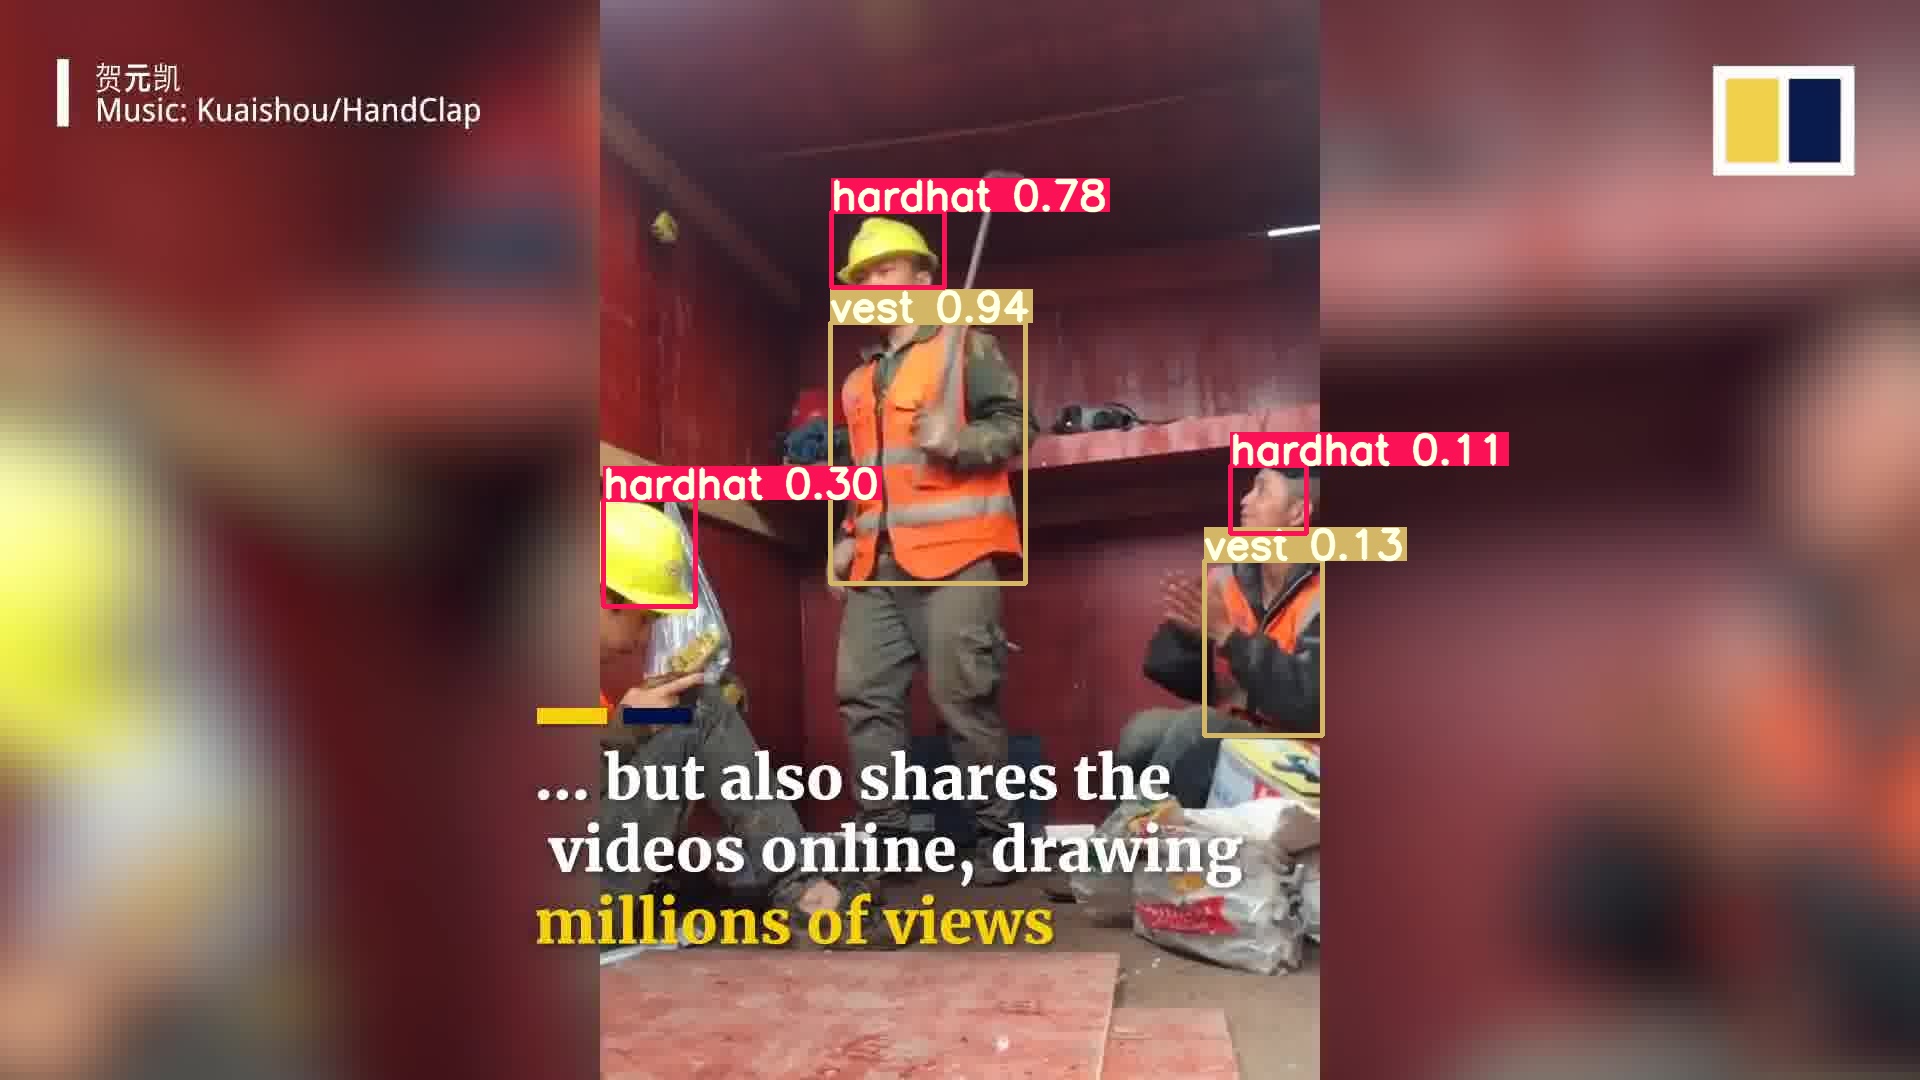 贺元凯
Music: Kuaishou/HandClap
hardhat 0.78
vest 0.94
hardhat 0.11
hardhat 0.30
vest 0.13
... but also shares the
videos online, drawing
millions of views